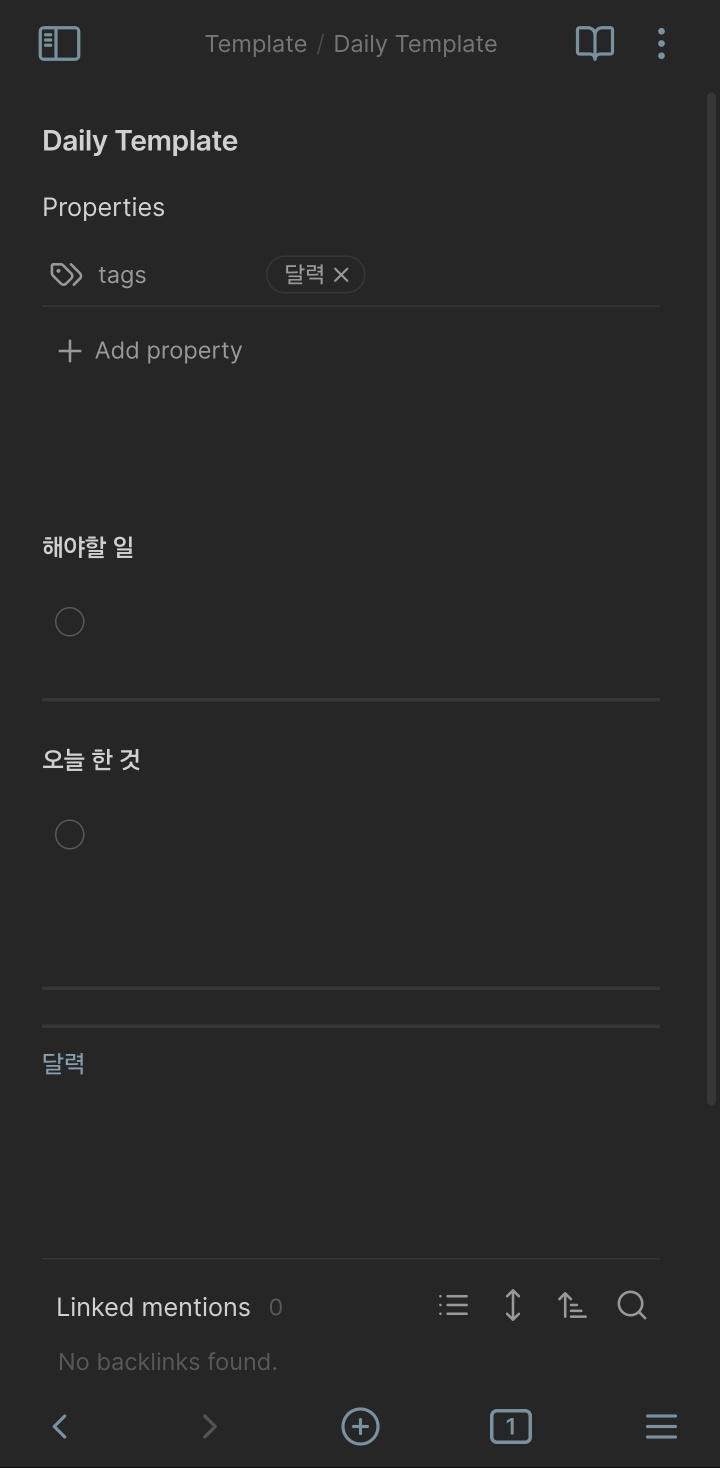 Template / Daily Template
Daily Template
Properties
tags 달력
Add property
해야할 일
오늘 한 것
달력
Linked mentions 0
No backlinks found.
1